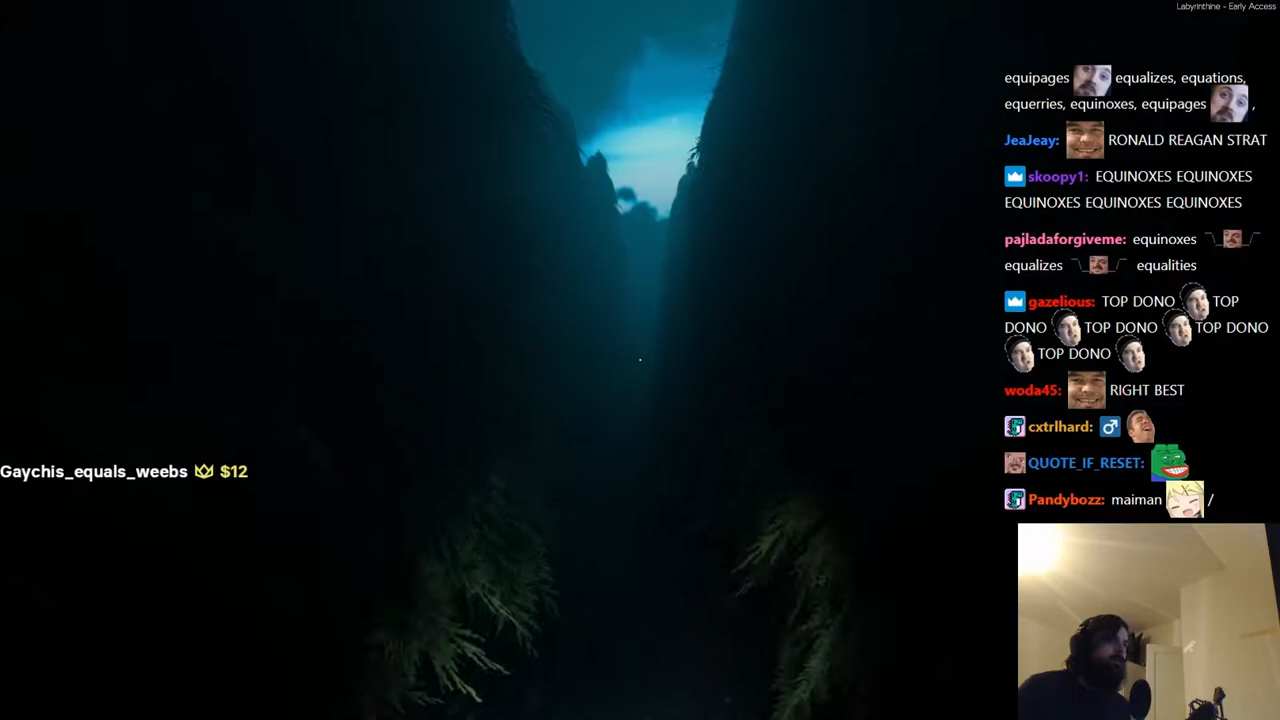 Labyrinthine - Early Access
equipages equalizes, equations,
equerries, equinoxes, equipages ,
JeaJeay: RONALD REAGAN STRAT
skoopy1: EQUINOXES EQUINOXES
EQUINOXES EQUINOXES EQUINOXES
pajladaforgiveme: equinoxes
equalizes equalities
gazelious: TOP DONO TOP
DONO TOP DONO TOP DONO
TOP DONO
woda45: RIGHT BEST
cxtrlhard:
Gaychis_equals_weebs $12
QUOTE_IF_RESET:
Pandybozz: maiman /